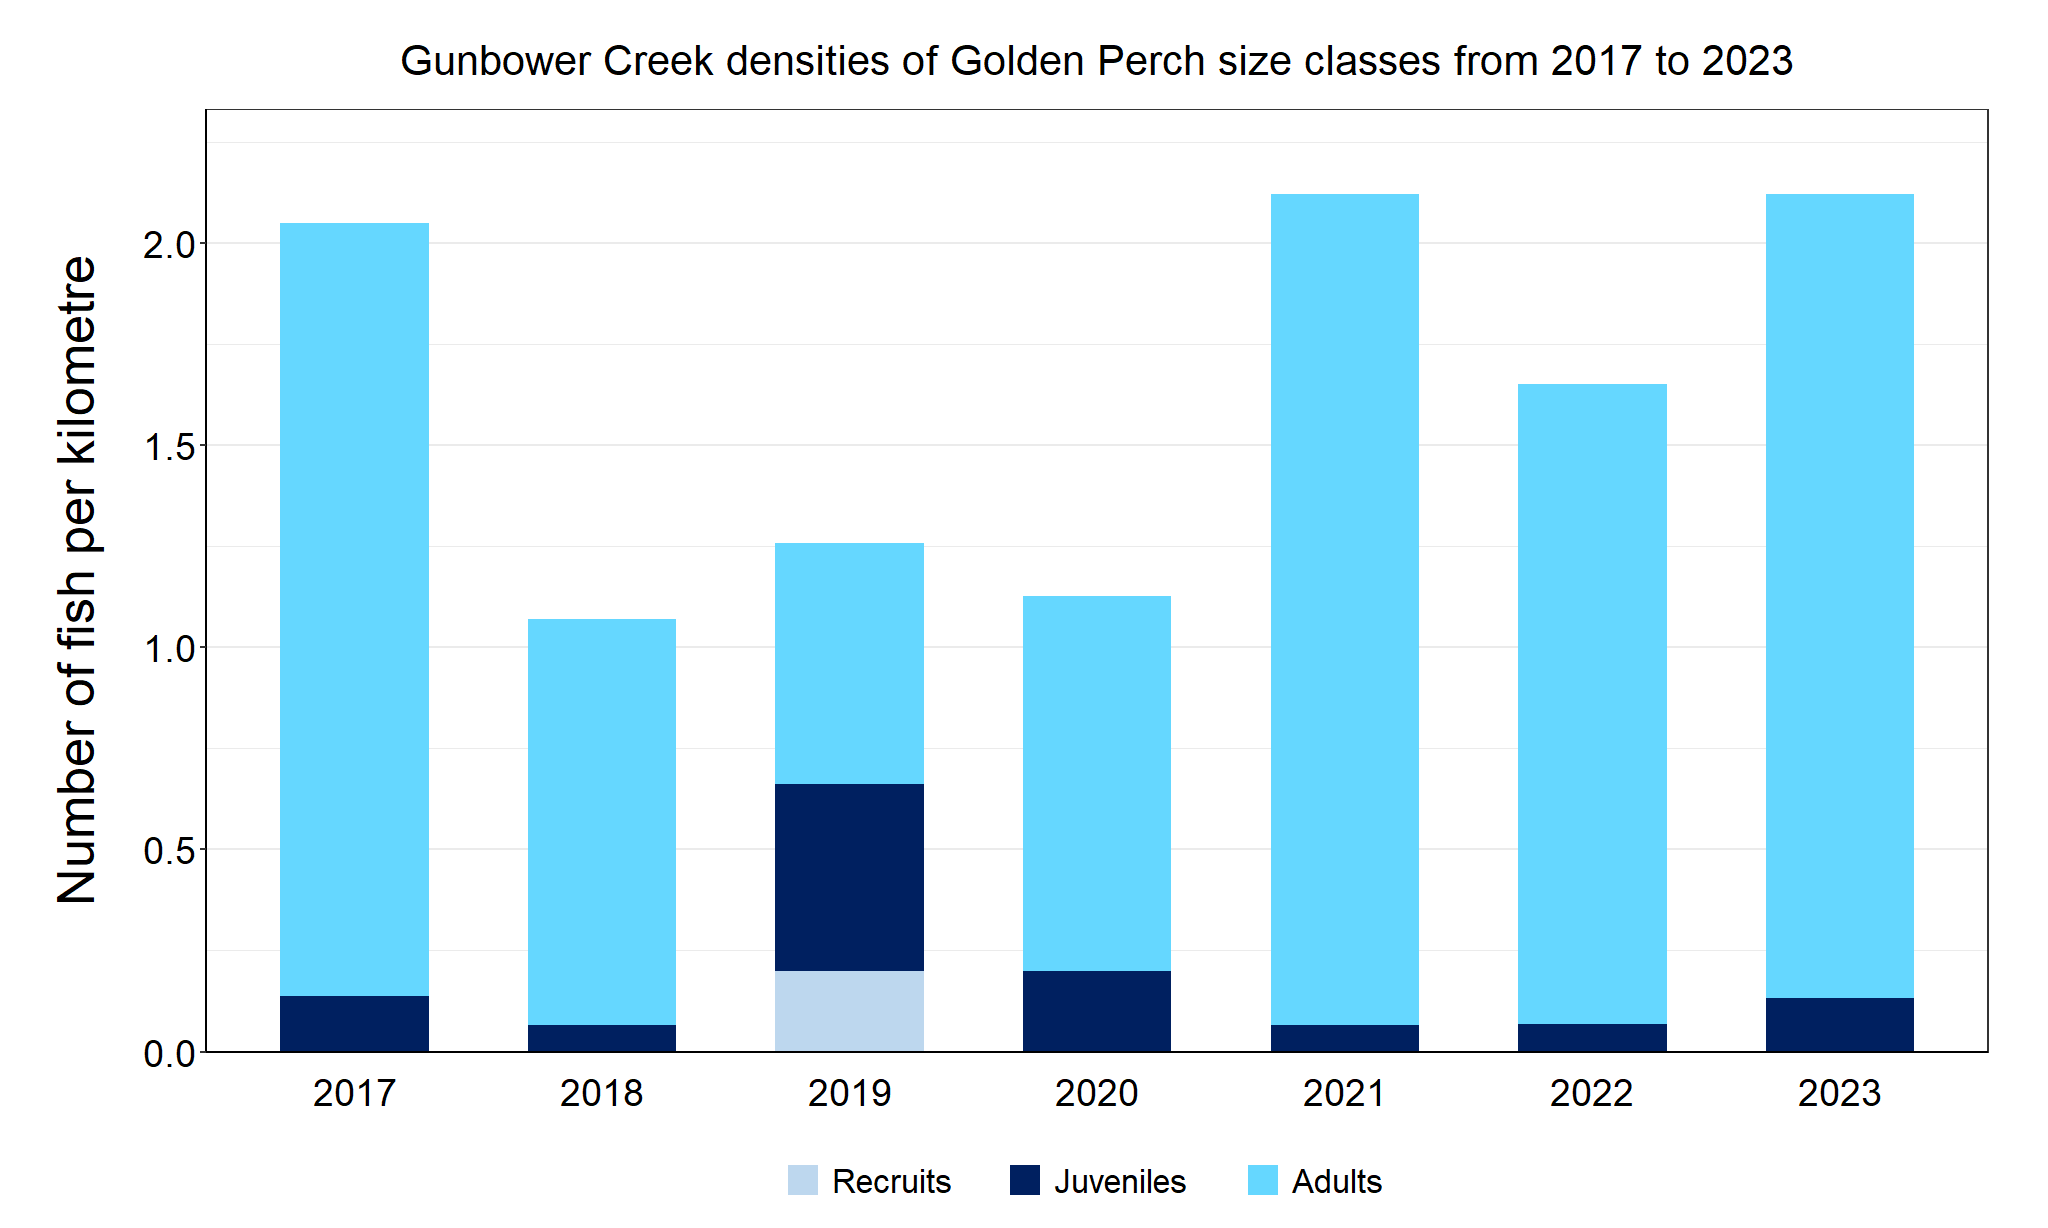 Gunbower Creek densities of Golden Perch size classes from 2017 to 2023
Number of fish per kilometre
2.0
1.5
1.0
0.5
0.0
2017 2018 2019 2020 2021 2022 2023
Recruits Juveniles Adults